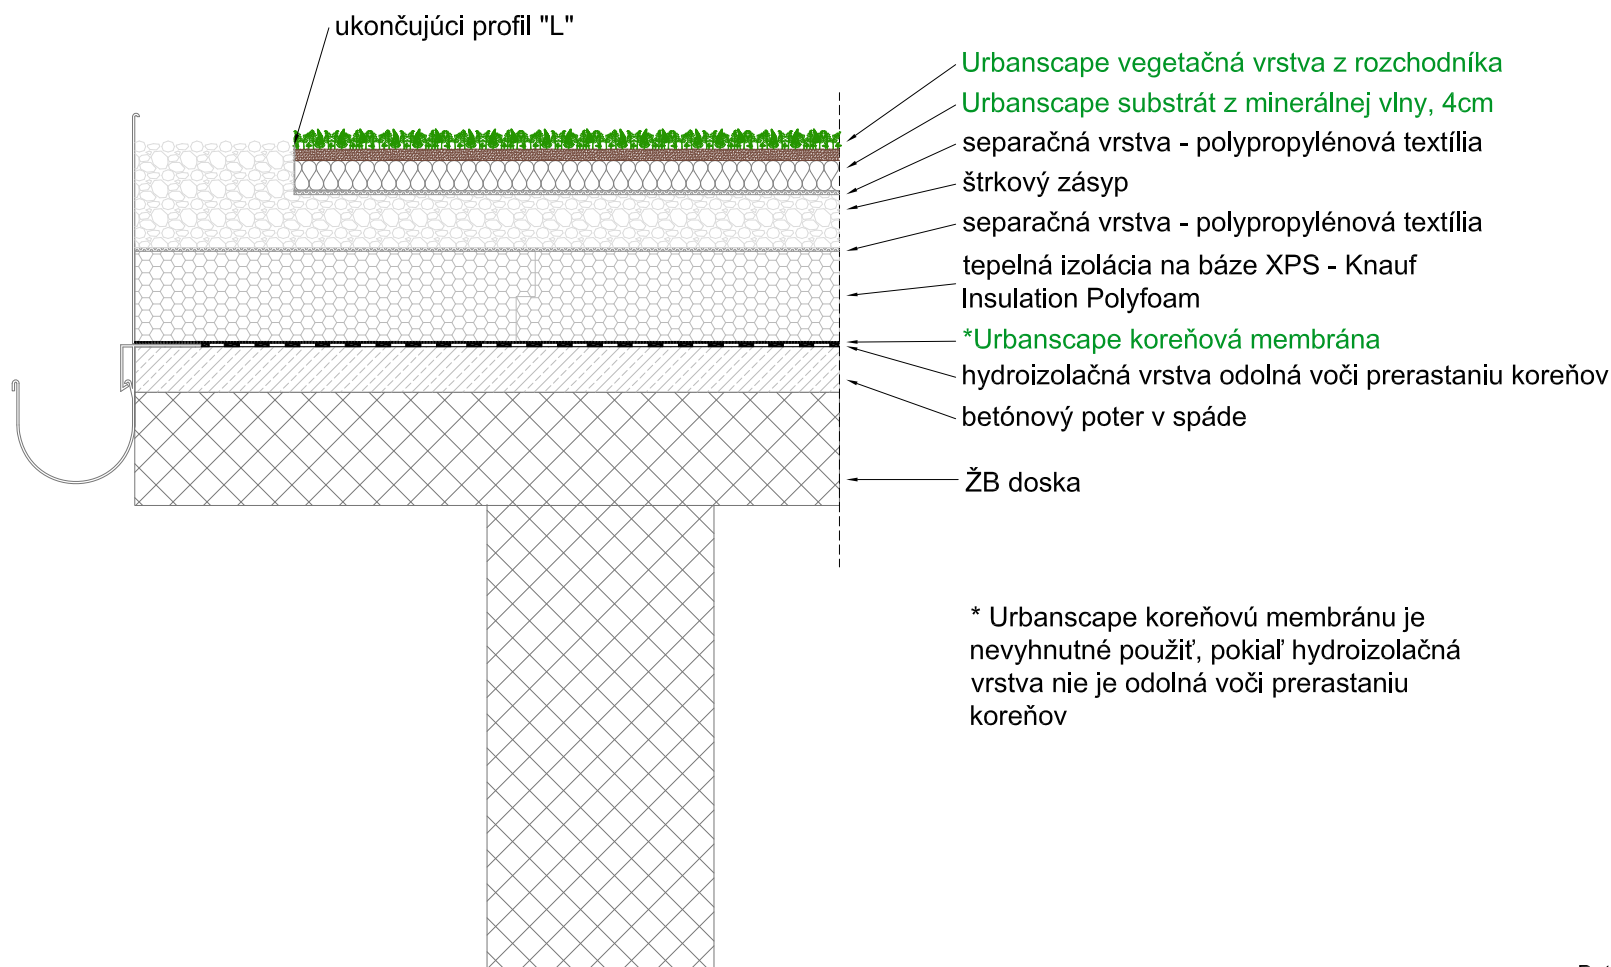 ukončujúci profil "L"
Urbanscape vegetačná vrstva z rozchodníka
Urbanscape substrát z minerálnej vlny, 4cm
separačná vrstva - polypropylénová textília
štrkový zásyp
separačná vrstva - polypropylénová textília
tepelná izolácia na báze XPS - Knauf
Insulation Polyfoam
*Urbanscape koreňová membrána
hydroizolačná vrstva odolná voči prerastaniu koreňov
betónový poter v spáde
ŽB doska
* Urbanscape koreňovú membránu je
nevyhnutné použiť, pokiaľ hydroizolačná
vrstva nie je odolná voči prerastaniu
koreňov